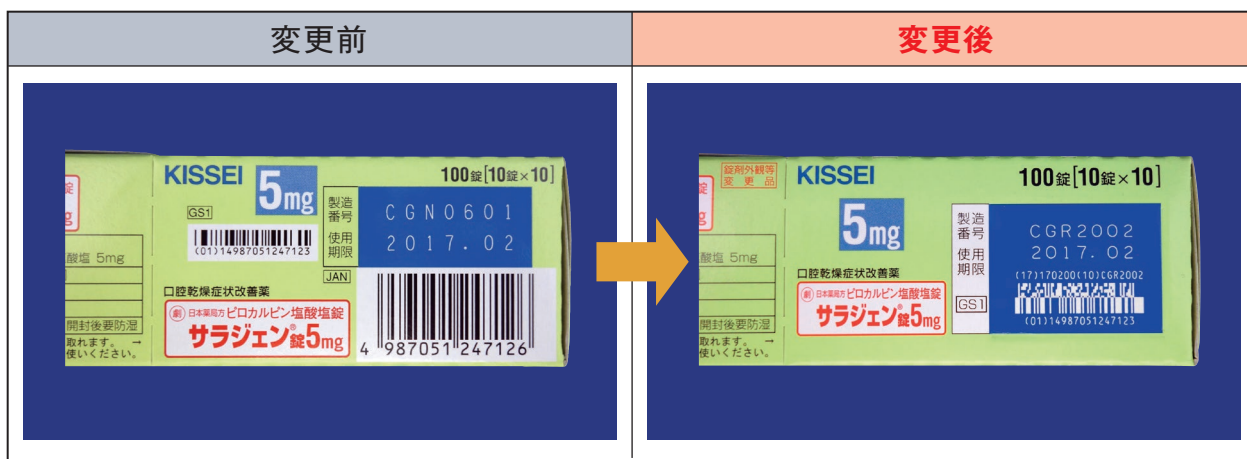 変更前
KISSEI
5mg
100錠[10錠×10]
GS1
(01)14987051247123
製造番号
CGN0601
使用期限
2017.02
JAN
4 987051 247126
口腔乾燥症状改善薬
劇 日本薬局方 ピロカルピン塩酸塩錠
サラジェン®錠5mg
錠
g
酸塩 5mg
開封後要防湿
取れます。 →
使いください。
変更後
錠剤外観等
変更品
KISSEI
5mg
100錠[10錠×10]
製造番号
CGR2002
使用期限
2017.02
(17)170200(10)CGR2002
GS1
(01)14987051247123
口腔乾燥症状改善薬
劇 日本薬局方 ピロカルピン塩酸塩錠
サラジェン®錠5mg
錠
g
酸塩 5mg
開封後要防湿
取れます。 →
使いください。